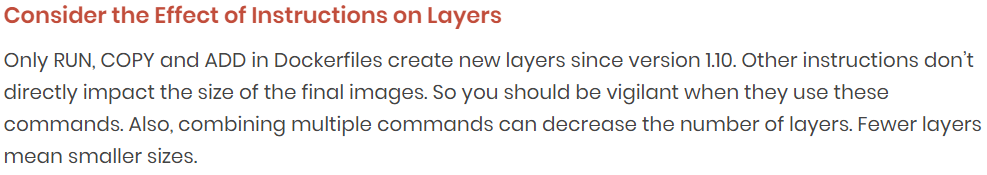 Consider the Effect of Instructions on Layers
Only RUN, COPY and ADD in Dockerfiles create new layers since version 1.10. Other instructions don’t
directly impact the size of the final images. So you should be vigilant when they use these
commands. Also, combining multiple commands can decrease the number of layers. Fewer layers
mean smaller sizes.